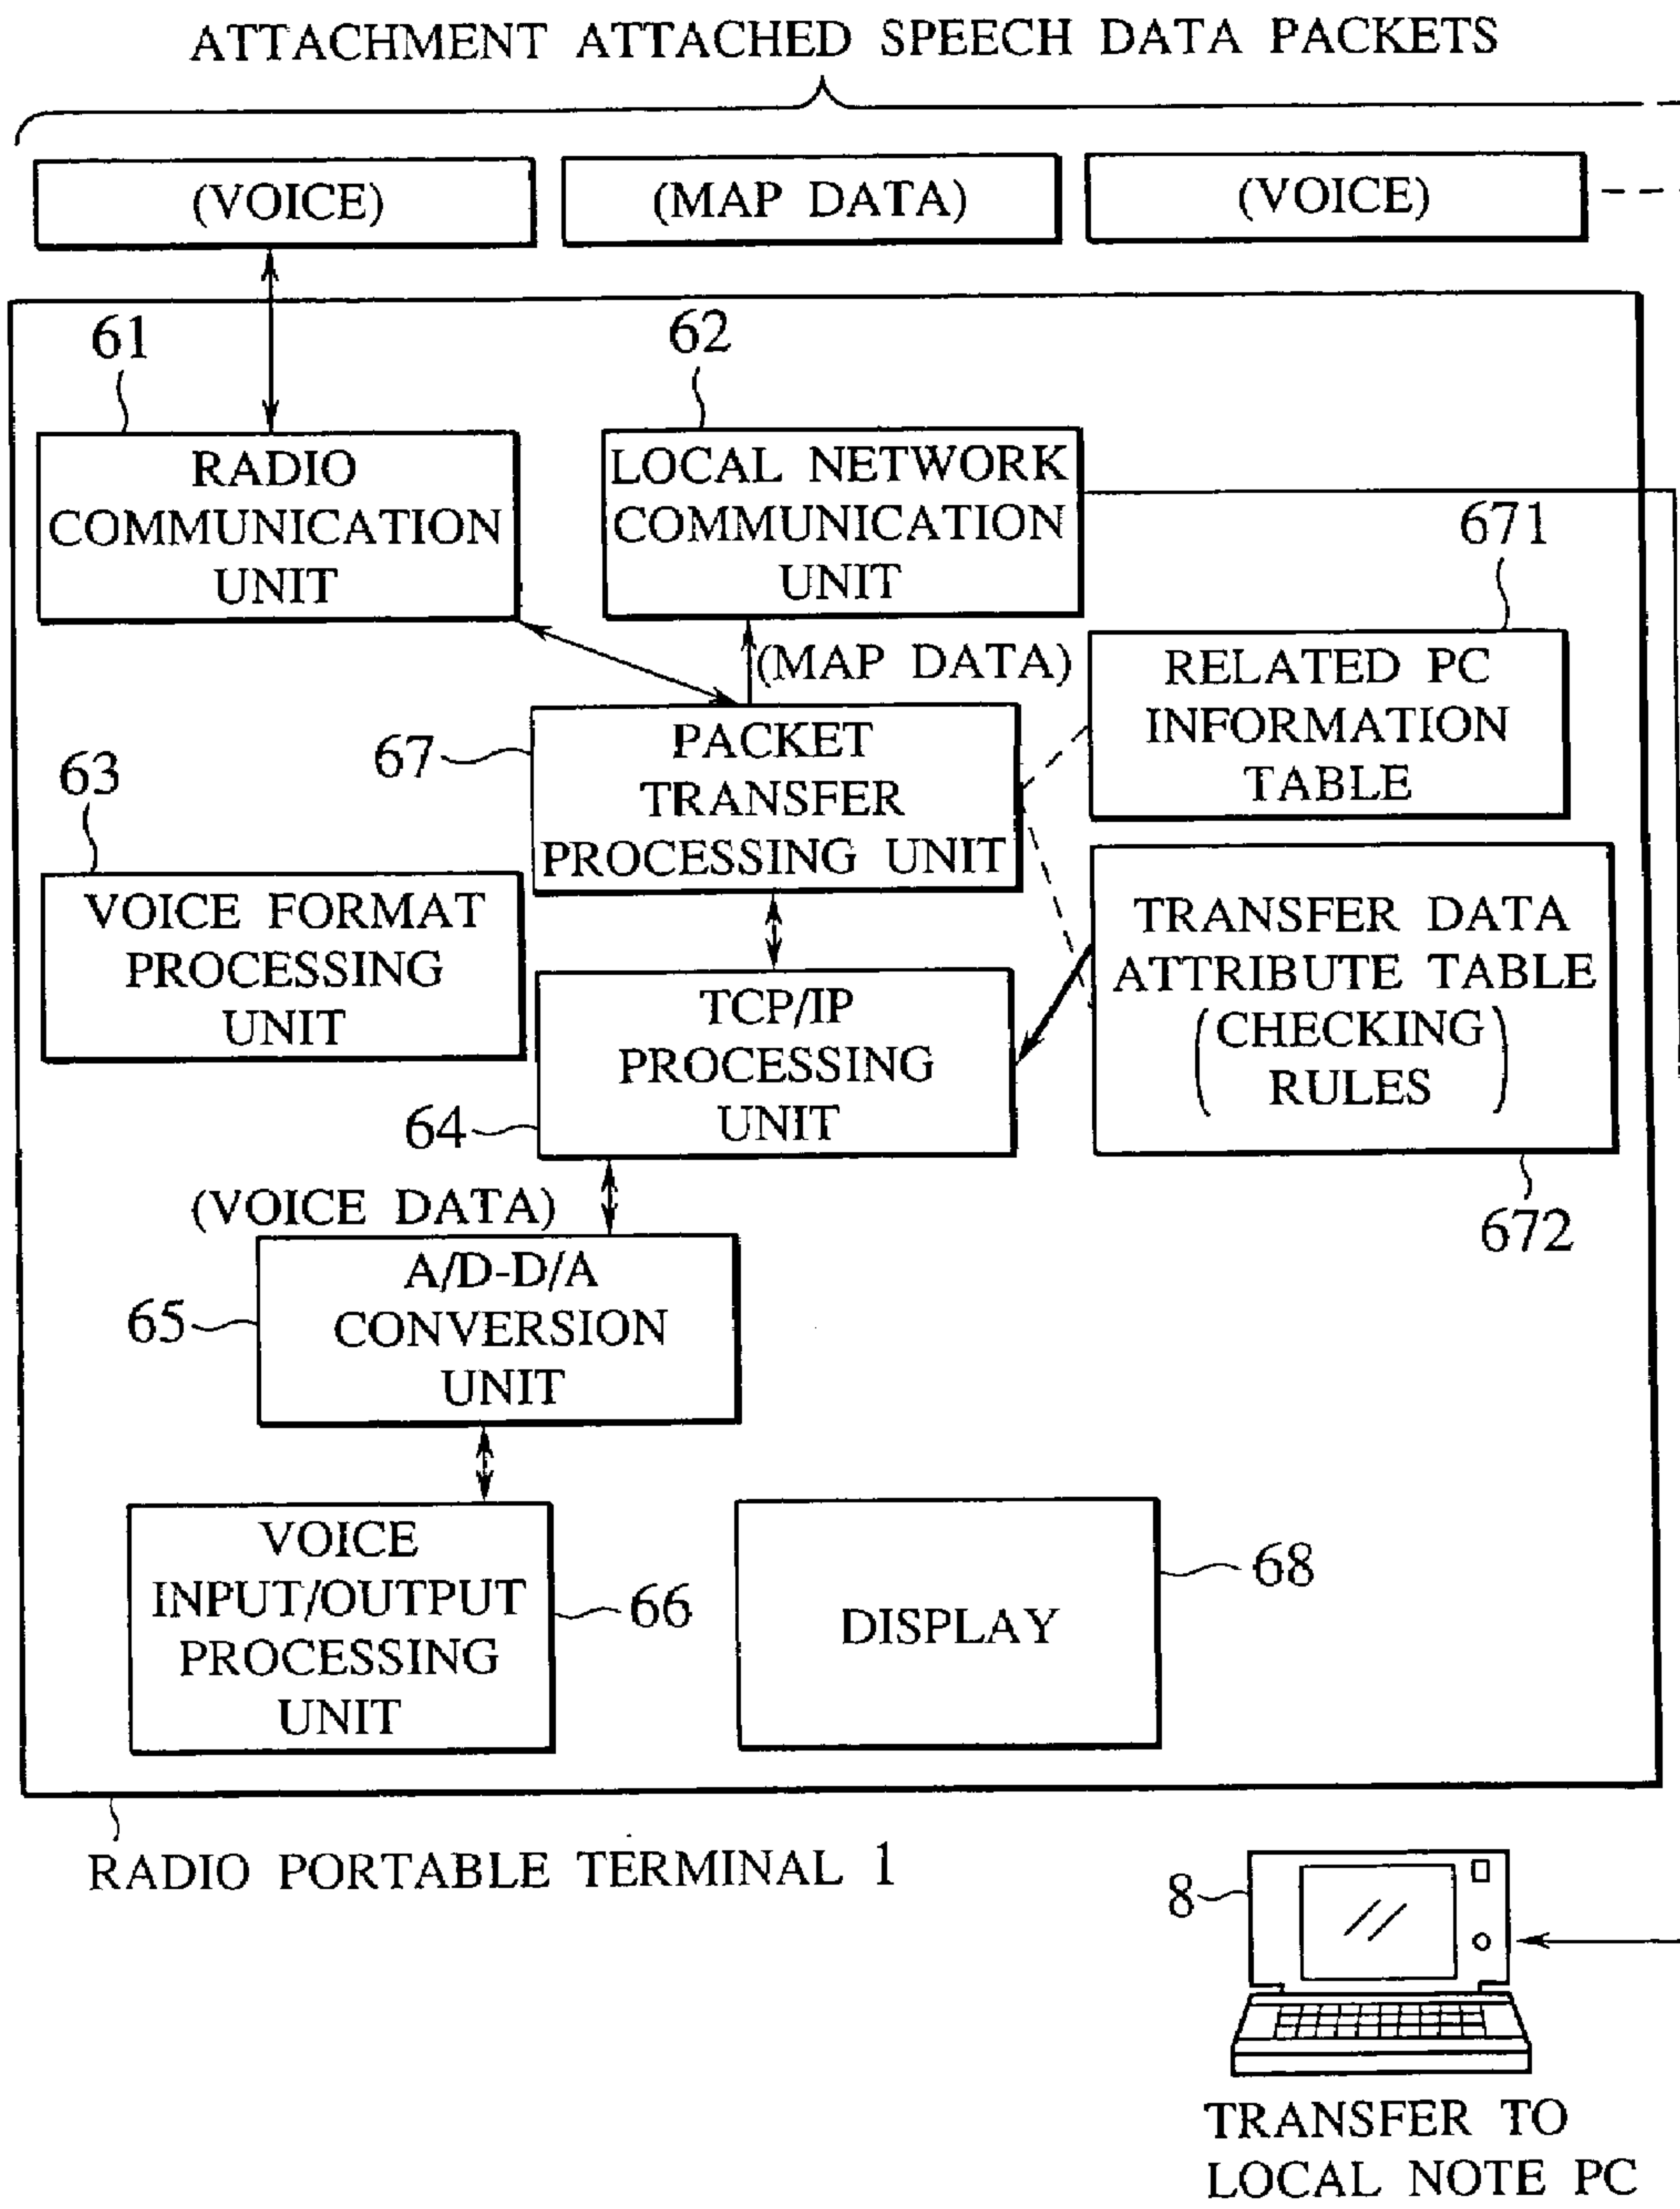 ATTACHMENT ATTACHED SPEECH DATA PACKETS
(VOICE)
(MAP DATA)
(VOICE)
61
62
RADIO
COMMUNICATION
UNIT
LOCAL NETWORK
COMMUNICATION
UNIT
671
(MAP DATA)
RELATED PC
INFORMATION
TABLE
67
PACKET
TRANSFER
PROCESSING UNIT
63
VOICE FORMAT
PROCESSING
UNIT
TRANSFER DATA
ATTRIBUTE TABLE
(CHECKING
RULES)
TCP/IP
PROCESSING
UNIT
64
672
(VOICE DATA)
A/D-D/A
CONVERSION
UNIT
65
VOICE
INPUT/OUTPUT
PROCESSING
UNIT
66
DISPLAY
68
RADIO PORTABLE TERMINAL 1
8
TRANSFER TO
LOCAL NOTE PC